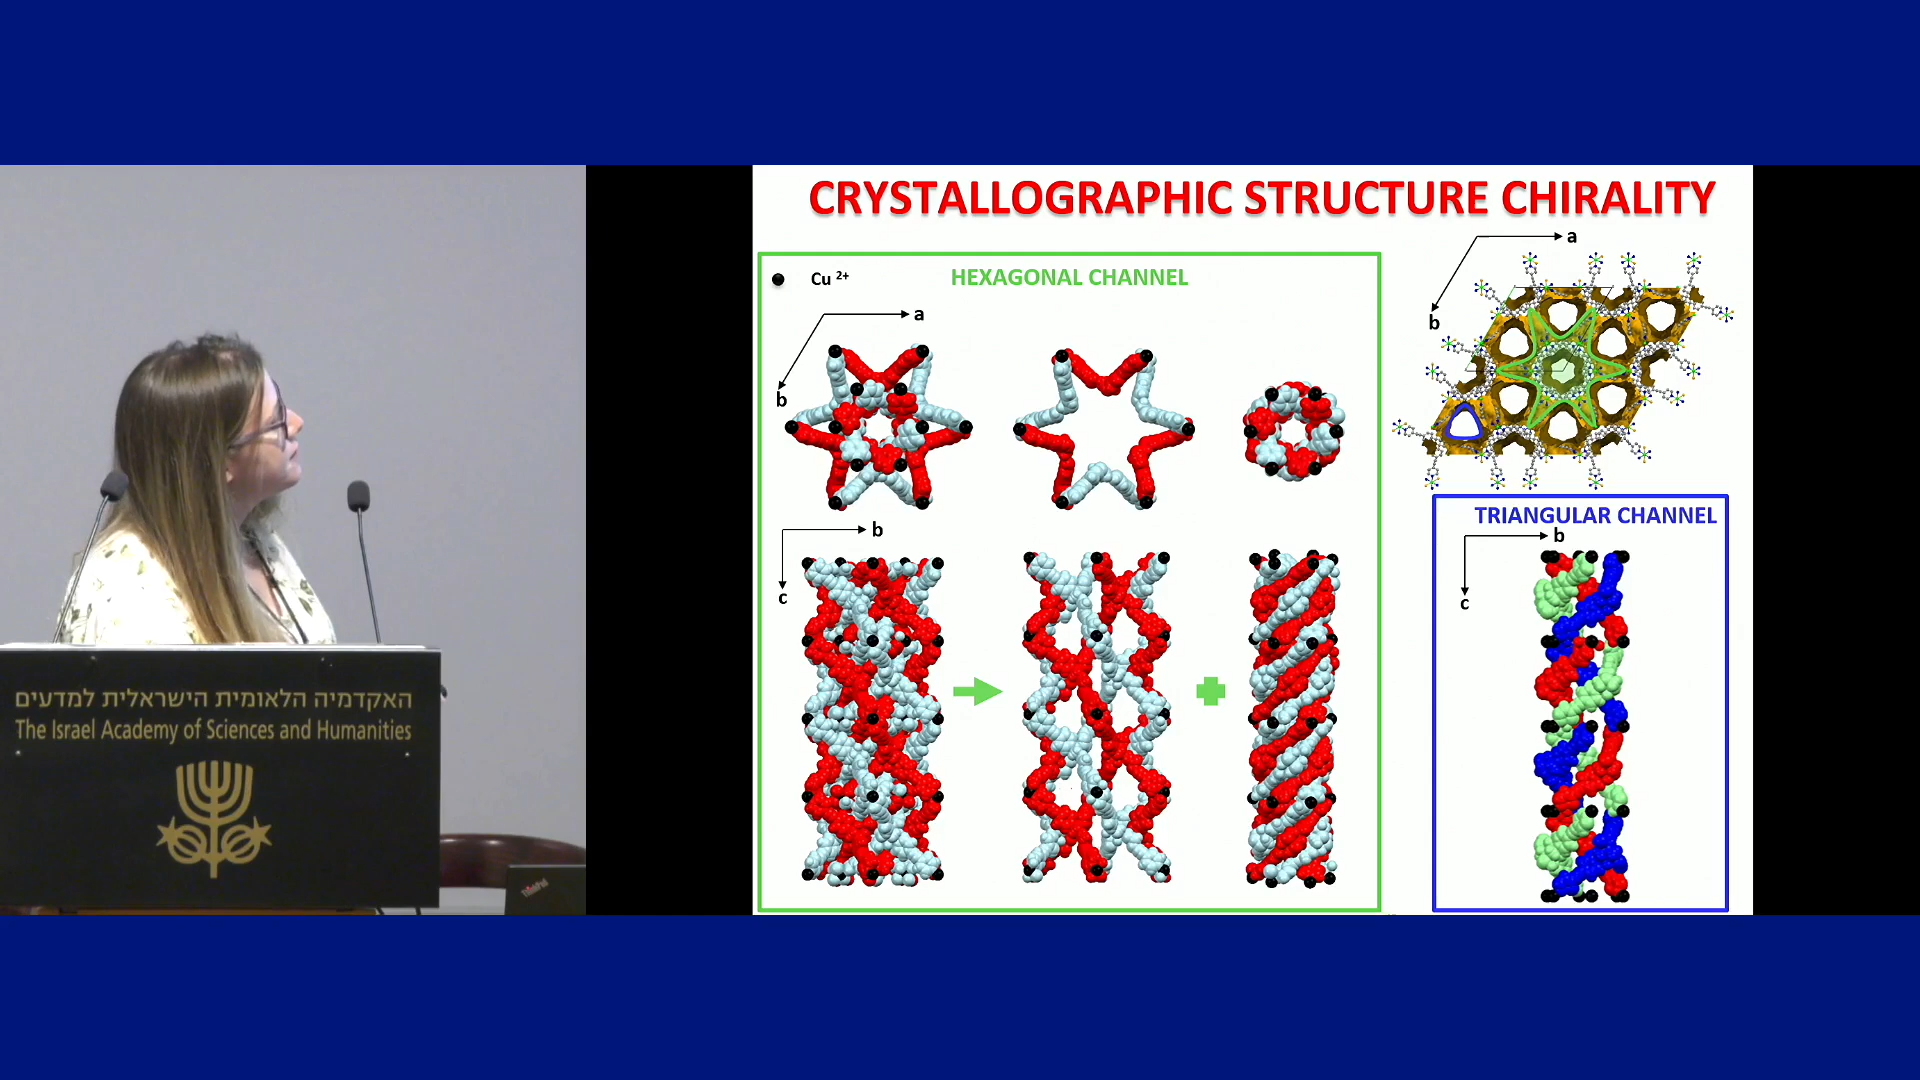 האקדמיה הלאומית הישראלית למדעים
The Israel Academy of Sciences and Humanities
ThinkPad
CRYSTALLOGRAPHIC STRUCTURE CHIRALITY
Cu 2+
HEXAGONAL CHANNEL
a
b
b
c
a
b
TRIANGULAR CHANNEL
b
c